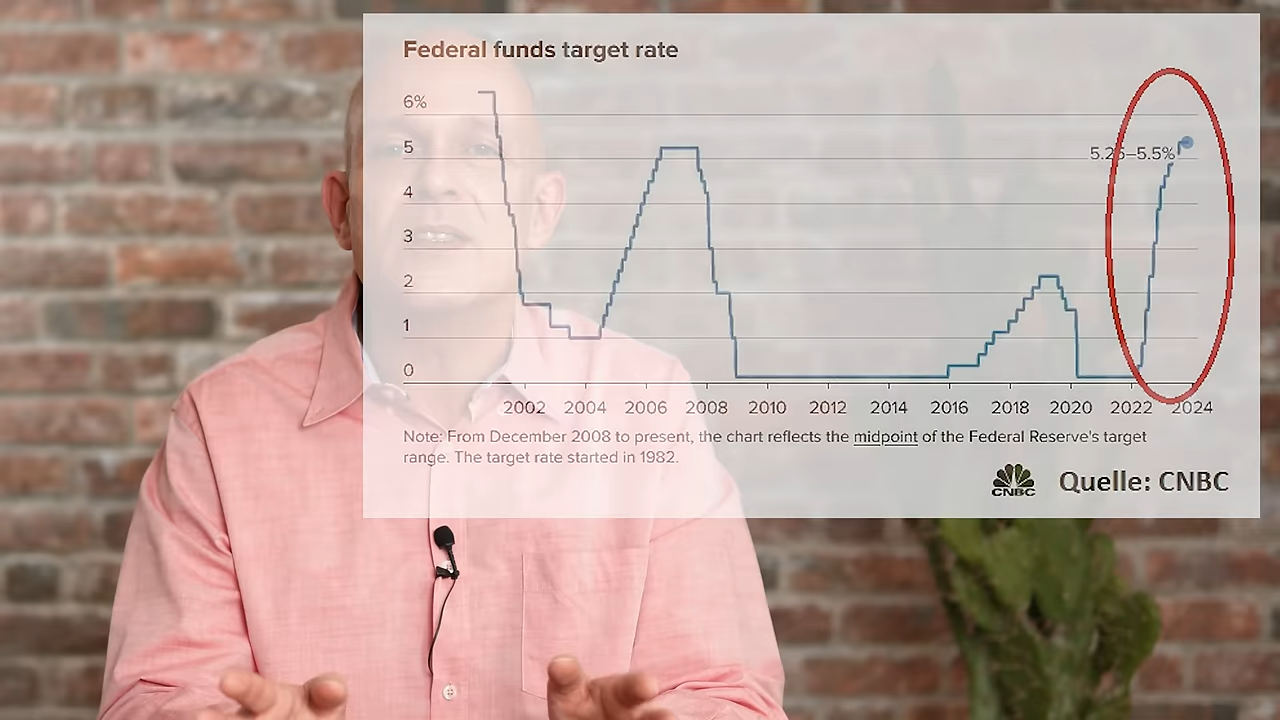 Federal funds target rate
6%
5
5.25–5.5%
4
3
2
1
0
2002 2004 2006 2008 2010 2012 2014 2016 2018 2020 2022 2024
Note: From December 2008 to present, the chart reflects the midpoint of the Federal Reserve's target
range. The target rate started in 1982.
CNBC
Quelle: CNBC